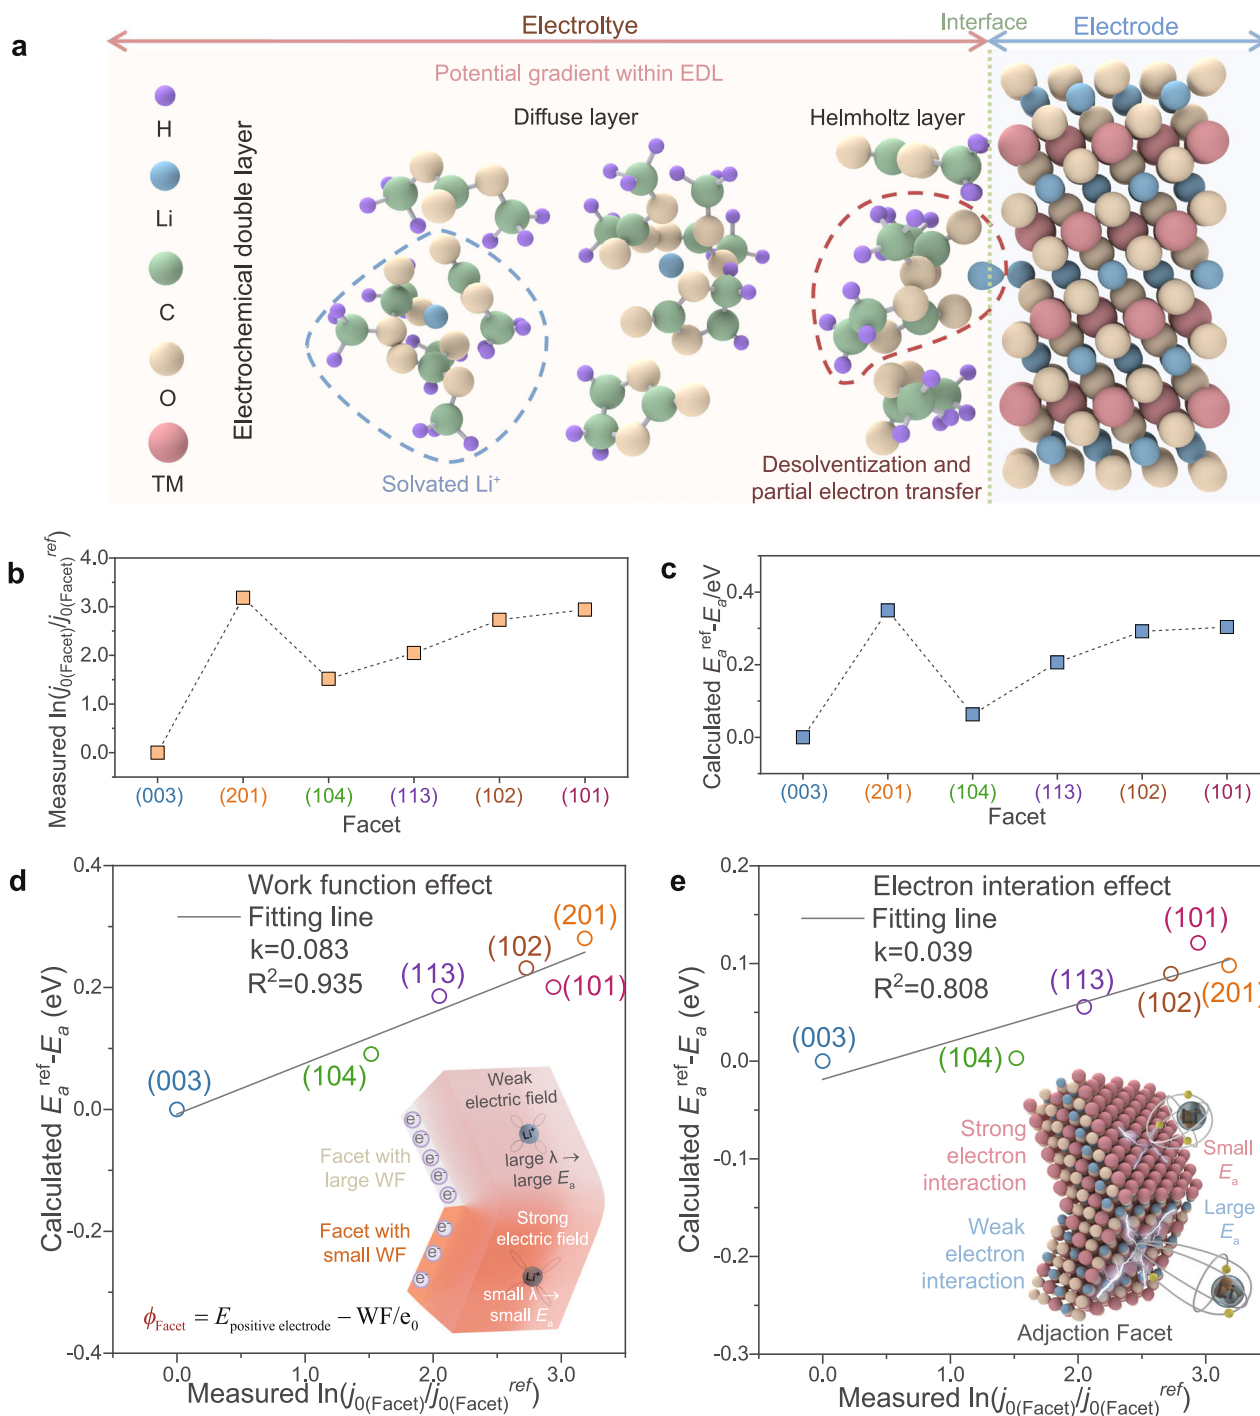 a
Electroltye
Interface
Electrode
Potential gradient within EDL
Diffuse layer
Helmholtz layer
H
Li
C
O
TM
Electrochemical double layer
Solvated Li⁺
Desolventization and
partial electron transfer
b
Measured ln(j0(Facet)/j0(Facet)^ref)
4.0
3.0
2.0
1.0
0.0
(003)
(201)
(104)
(113)
(102)
(101)
Facet
c
Calculated Ea^ref-Ea/eV
0.4
0.2
0.0
(003)
(201)
(104)
(113)
(102)
(101)
Facet
d
Calculated Ea^ref-Ea (eV)
0.4
0.2
0.0
-0.2
-0.4
Work function effect
Fitting line
k=0.083
R²=0.935
(003)
(104)
(113)
(102)
(201)
(101)
Weak
electric field
Li⁺
large λ →
large Ea
Facet with
large WF
e⁻
e⁻
e⁻
e⁻
e⁻
Facet with
small WF
e⁻
e⁻
e⁻
Strong
electric field
Li⁺
small λ →
small Ea
ϕFacet = Epositive electrode − WF/e0
0.0
1.0
2.0
3.0
Measured ln(j0(Facet)/j0(Facet)^ref)
e
Calculated Ea^ref-Ea (eV)
0.2
0.1
0.0
-0.1
-0.2
-0.3
Electron interation effect
Fitting line
k=0.039
R²=0.808
(003)
(104)
(113)
(102)
(101)
(201)
Strong
electron
interaction
Small
Ea
Weak
electron
interaction
Large
Ea
Adjaction Facet
0.0
1.0
2.0
3.0
Measured ln(j0(Facet)/j0(Facet)^ref)